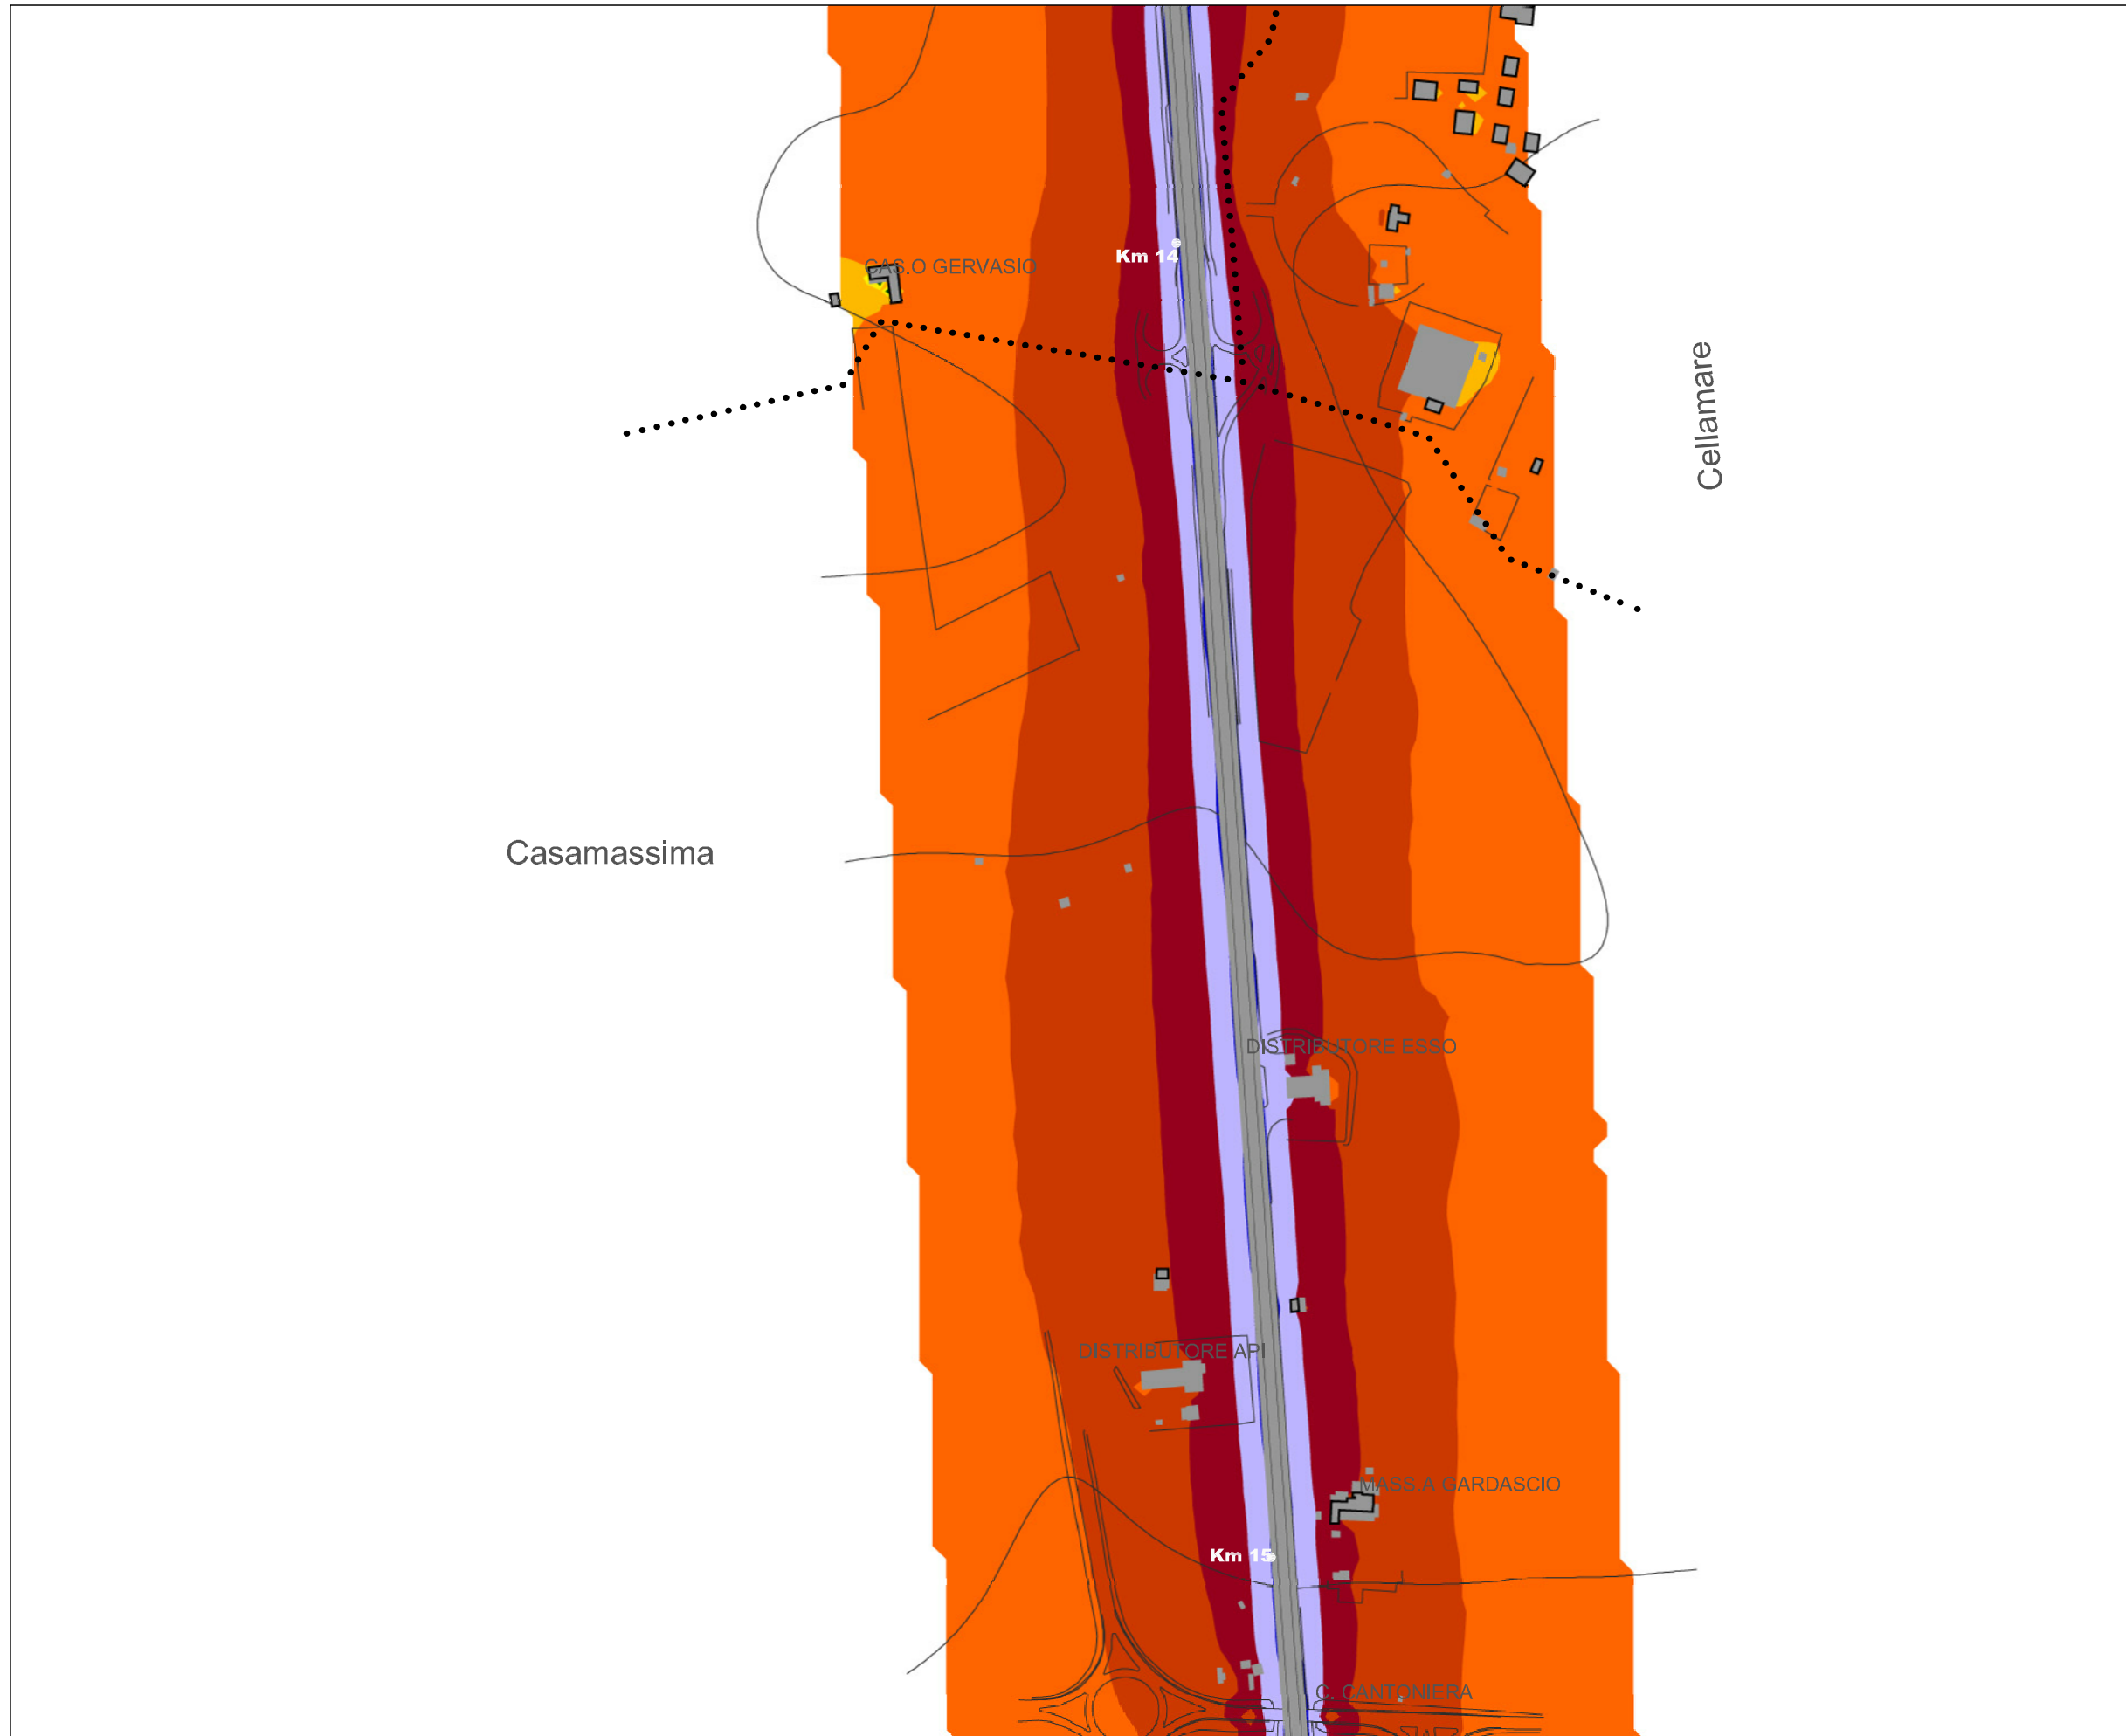 Km 14
CAS.O GERVASIO
Cellamare
Casamassima
DISTRIBUTORE ESSO
DISTRIBUTORE API
MASS.A GARDASCIO
Km 15
C. CANTONIERA